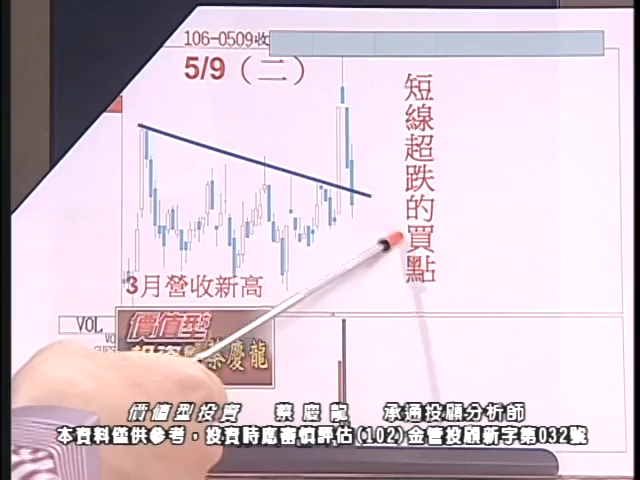 106-0509收
5/9（二）
短線超跌的買點
3月營收新高
VOL
價值型
蔡慶龍
價值型投資 蔡慶龍 承通投顧分析師
本資料僅供參考，投資時應審慎評估(102)金管投顧新字第032號